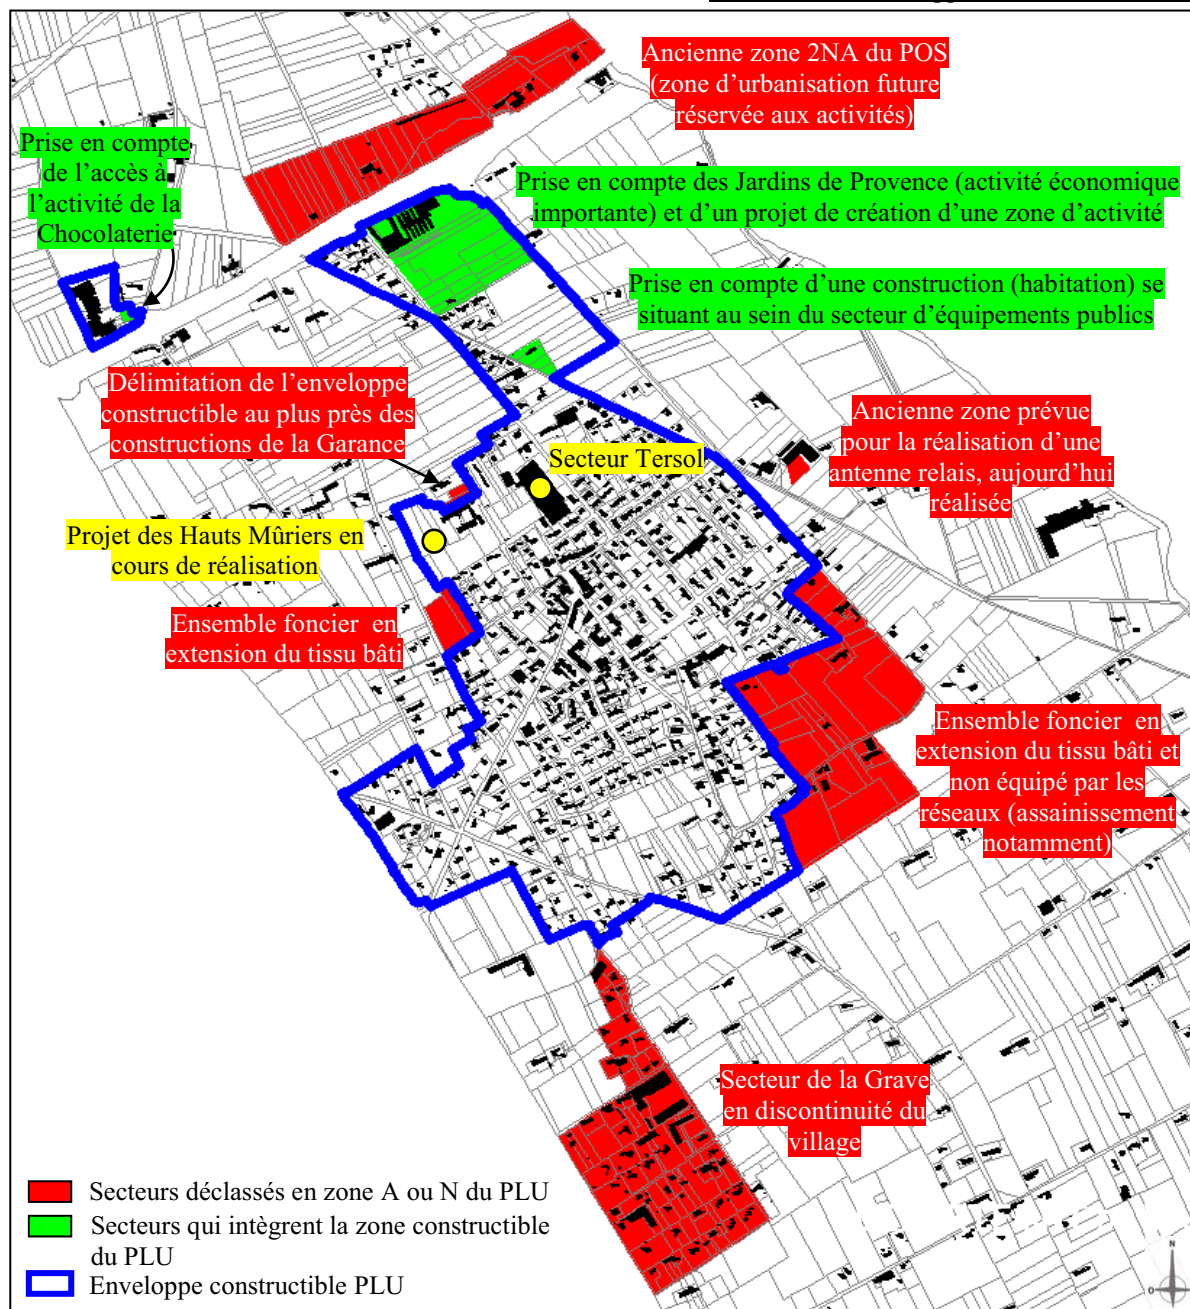 Ancienne zone 2NA du POS
(zone d’urbanisation future
réservée aux activités)
Prise en compte
de l’accès à
l’activité de la
Chocolaterie
Prise en compte des Jardins de Provence (activité économique
importante) et d’un projet de création d’une zone d’activité
Prise en compte d’une construction (habitation) se
situant au sein du secteur d’équipements publics
Délimitation de l’enveloppe
constructible au plus près des
constructions de la Garance
Ancienne zone prévue
pour la réalisation d’une
antenne relais, aujourd’hui
réalisée
Secteur Tersol
Projet des Hauts Mûriers en
cours de réalisation
Ensemble foncier en
extension du tissu bâti
Ensemble foncier en
extension du tissu bâti et
non équipé par les
réseaux (assainissement
notamment)
Secteur de la Grave
en discontinuité du
village
Secteurs déclassés en zone A ou N du PLU
Secteurs qui intègrent la zone constructible
du PLU
Enveloppe constructible PLU
N
O